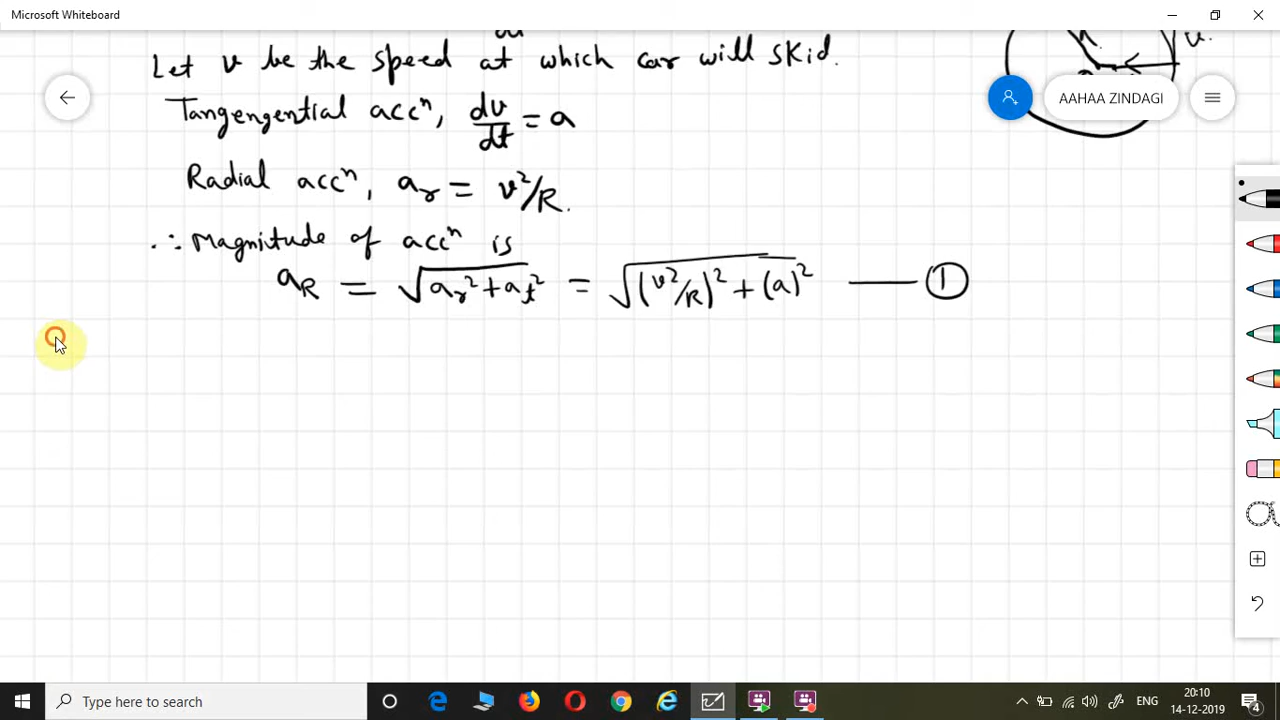 Microsoft Whiteboard
Let v be the speed at which car will skid.
AAHAA ZINDAGI
Tangengential accⁿ, dv/dt = a
Radial accⁿ, aᵣ = v²/R.
∴ Magnitude of accⁿ is
a_R = √(aᵣ² + aₜ²) = √((v²/R)² + (a)²) —— ①
Type here to search
ENG
20:10
14-12-2019
4